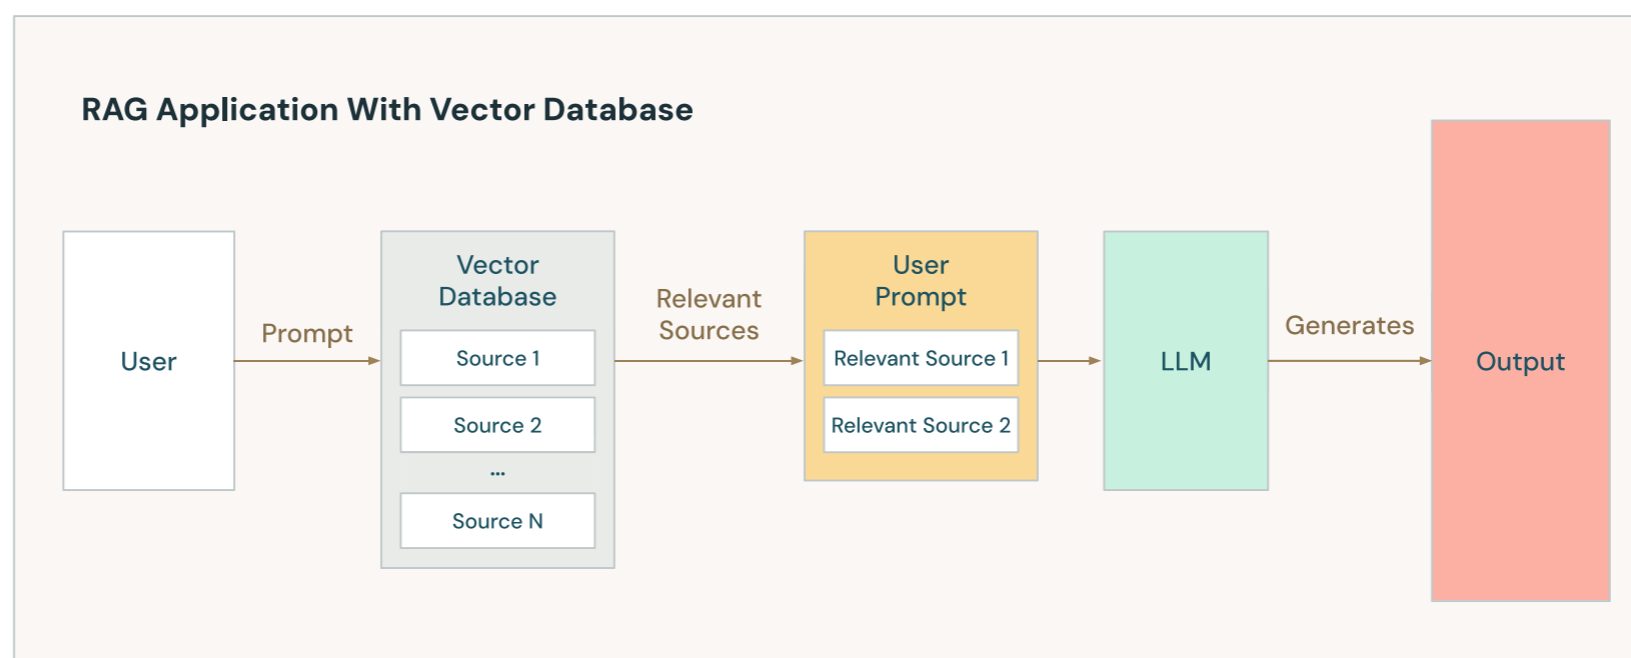 RAG Application With Vector Database
User
Prompt
Vector
Database
Source 1
Source 2
...
Source N
Relevant
Sources
User
Prompt
Relevant Source 1
Relevant Source 2
LLM
Generates
Output